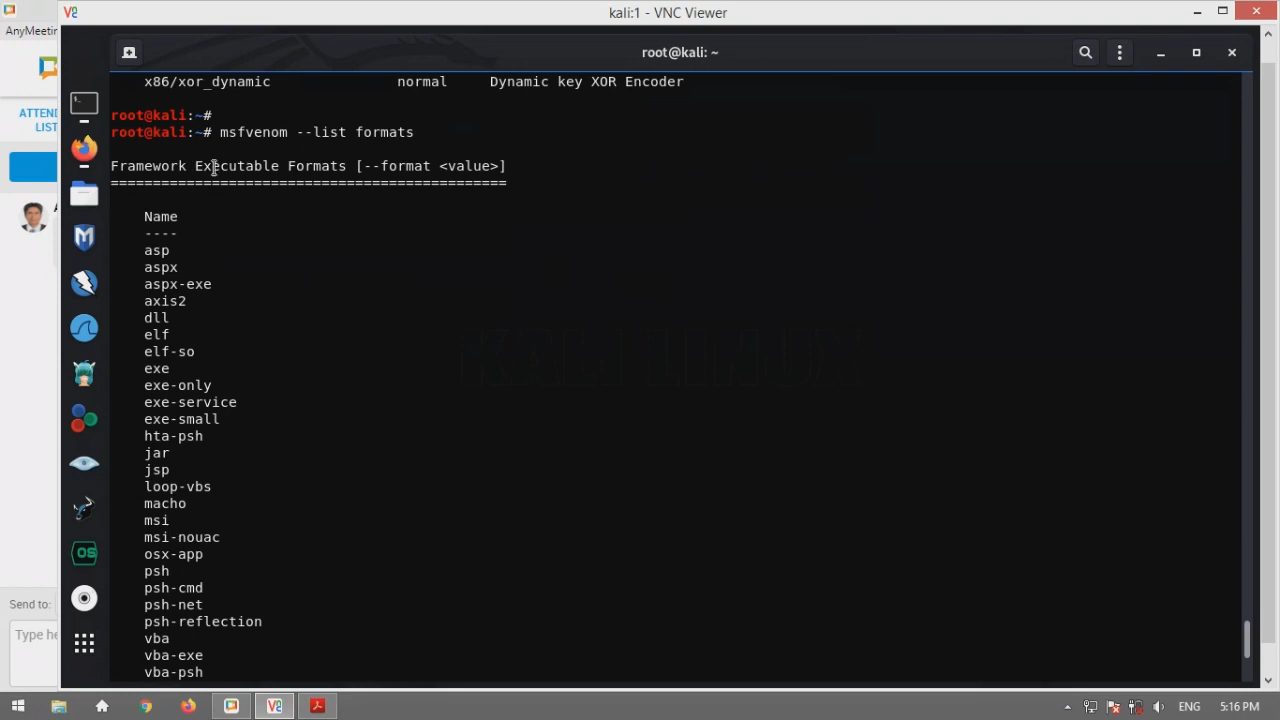 kali:1 - VNC Viewer
AnyMeeting
ATTEND
LIST
Send to:
Type he
root@kali: ~
x86/xor_dynamic normal Dynamic key XOR Encoder
root@kali:~#
root@kali:~# msfvenom --list formats
Framework Executable Formats [--format <value>]
===============================================
Name
----
asp
aspx
aspx-exe
axis2
dll
elf
elf-so
exe
exe-only
exe-service
exe-small
hta-psh
jar
jsp
loop-vbs
macho
msi
msi-nouac
osx-app
psh
psh-cmd
psh-net
psh-reflection
vba
vba-exe
vba-psh
KALI LINUX
OS
ENG
5:16 PM